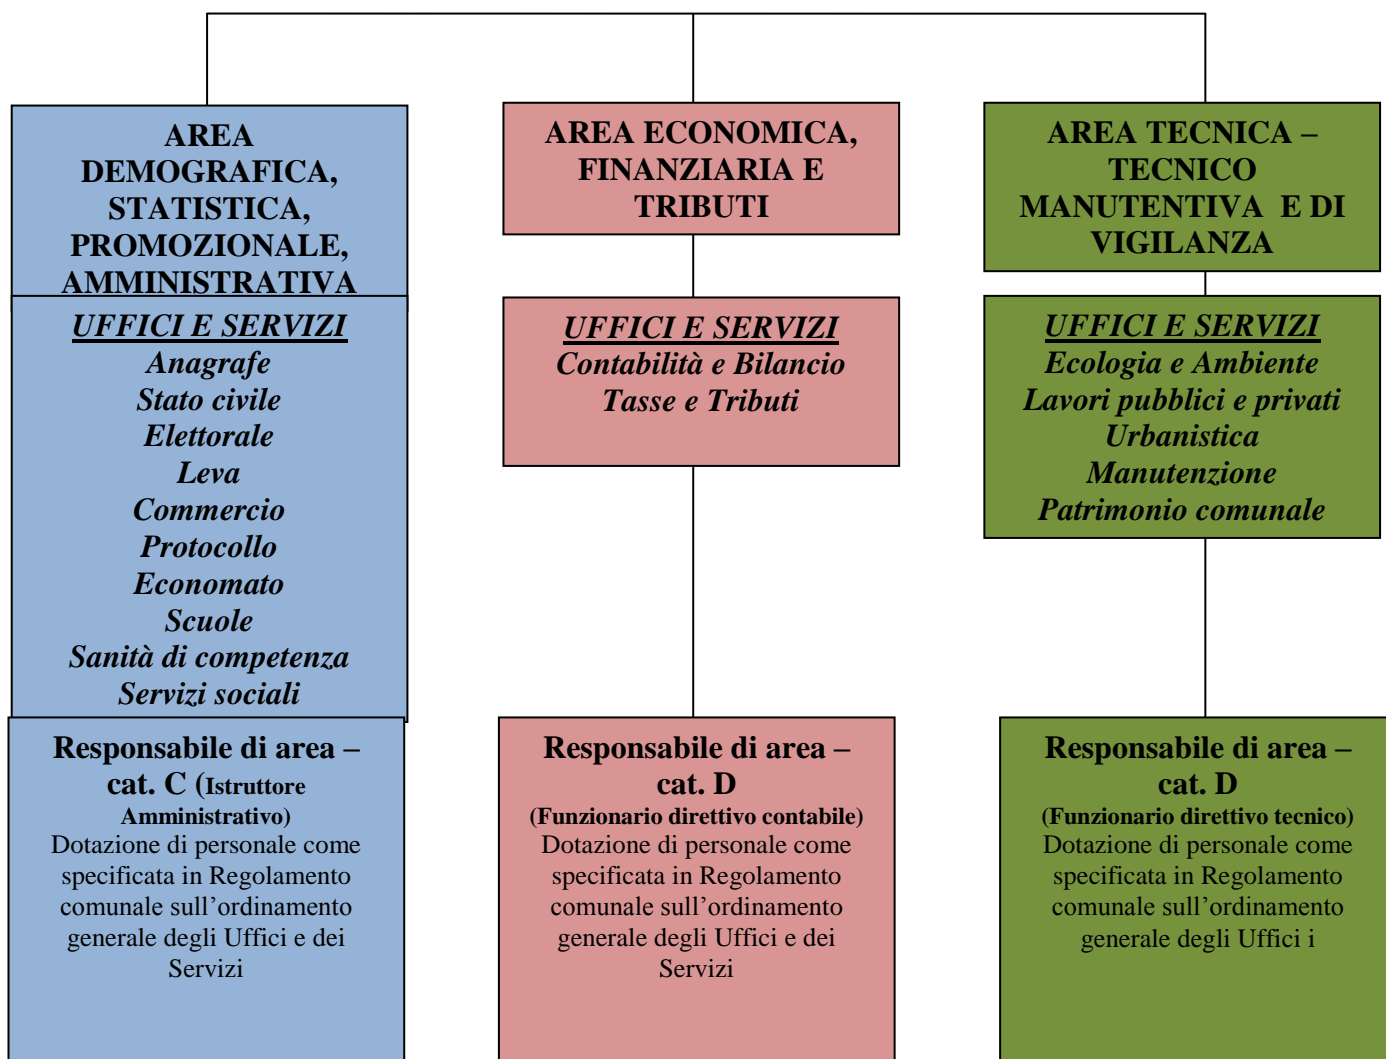 AREA
DEMOGRAFICA,
STATISTICA,
PROMOZIONALE,
AMMINISTRATIVA
UFFICI E SERVIZI
Anagrafe
Stato civile
Elettorale
Leva
Commercio
Protocollo
Economato
Scuole
Sanità di competenza
Servizi sociali
Responsabile di area –
cat. C (Istruttore
Amministrativo)
Dotazione di personale come
specificata in Regolamento
comunale sull’ordinamento
generale degli Uffici e dei
Servizi
AREA ECONOMICA,
FINANZIARIA E
TRIBUTI
UFFICI E SERVIZI
Contabilità e Bilancio
Tasse e Tributi
Responsabile di area –
cat. D
(Funzionario direttivo contabile)
Dotazione di personale come
specificata in Regolamento
comunale sull’ordinamento
generale degli Uffici e dei
Servizi
AREA TECNICA –
TECNICO
MANUTENTIVA  E DI
VIGILANZA
UFFICI E SERVIZI
Ecologia e Ambiente
Lavori pubblici e privati
Urbanistica
Manutenzione
Patrimonio comunale
Responsabile di area –
cat. D
(Funzionario direttivo tecnico)
Dotazione di personale come
specificata in Regolamento
comunale sull’ordinamento
generale degli Uffici i